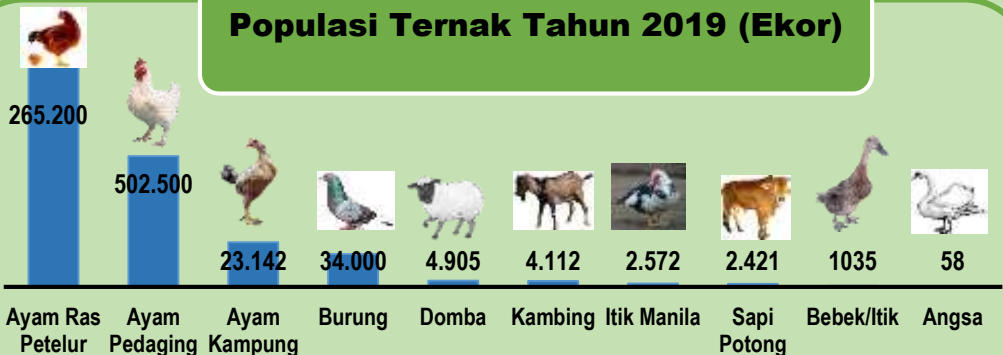 Populasi Ternak Tahun 2019 (Ekor)
265.200
502.500
23.142
34.000
4.905
4.112
2.572
2.421
1035
58
Ayam Ras
Petelur
Ayam
Pedaging
Ayam
Kampung
Burung
Domba
Kambing
Itik Manila
Sapi
Potong
Bebek/Itik
Angsa